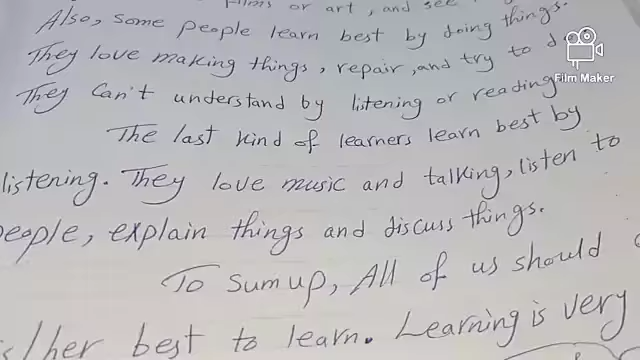 Films or art, and see
Also, some people learn best by doing things.
They love making things, repair, and try to do
They can't understand by listening or reading
The last kind of learners learn best by
listening. They love music and talking, listen to
people, explain things and discuss things.
To sum up, All of us should
his/her best to learn. Learning is very
Film Maker